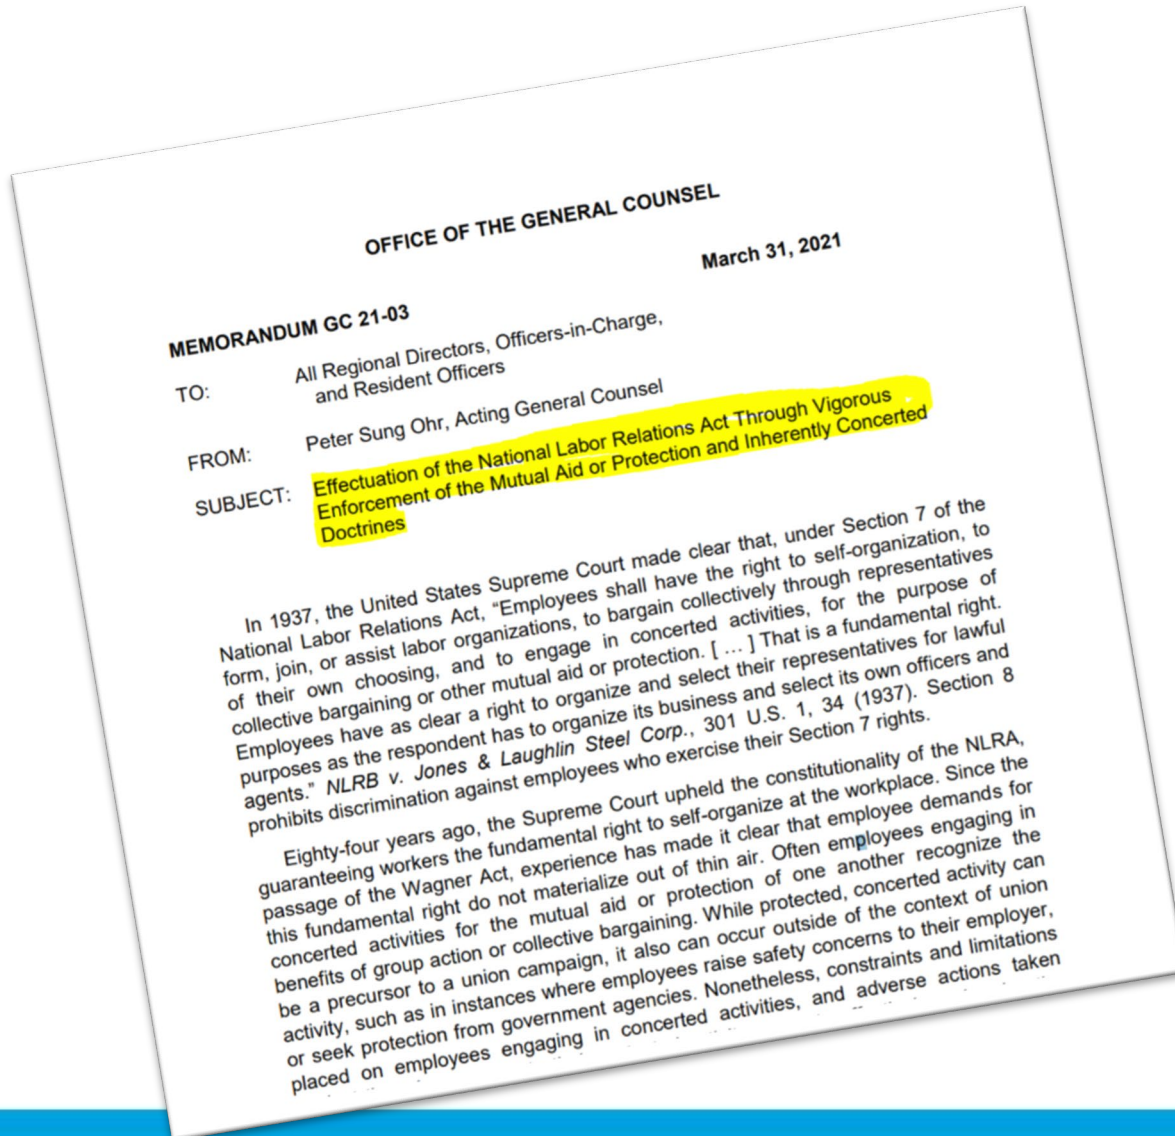 OFFICE OF THE GENERAL COUNSEL
March 31, 2021
MEMORANDUM GC 21-03
TO: All Regional Directors, Officers-in-Charge,
and Resident Officers
FROM: Peter Sung Ohr, Acting General Counsel
SUBJECT: Effectuation of the National Labor Relations Act Through Vigorous
Enforcement of the Mutual Aid or Protection and Inherently Concerted
Doctrines
In 1937, the United States Supreme Court made clear that, under Section 7 of the
National Labor Relations Act, “Employees shall have the right to self-organization, to
form, join, or assist labor organizations, to bargain collectively through representatives
of their own choosing, and to engage in concerted activities, for the purpose of
collective bargaining or other mutual aid or protection. [ … ] That is a fundamental right.
Employees have as clear a right to organize and select their representatives for lawful
purposes as the respondent has to organize its business and select its own officers and
agents.” NLRB v. Jones & Laughlin Steel Corp., 301 U.S. 1, 34 (1937). Section 8
prohibits discrimination against employees who exercise their Section 7 rights.
Eighty-four years ago, the Supreme Court upheld the constitutionality of the NLRA,
guaranteeing workers the fundamental right to self-organize at the workplace. Since the
passage of the Wagner Act, experience has made it clear that employee demands for
this fundamental right do not materialize out of thin air. Often employees engaging in
concerted activities for the mutual aid or protection of one another recognize the
benefits of group action or collective bargaining. While protected, concerted activity can
be a precursor to a union campaign, it also can occur outside of the context of union
activity, such as in instances where employees raise safety concerns to their employer,
or seek protection from government agencies. Nonetheless, constraints and limitations
placed on employees engaging in concerted activities, and adverse actions taken